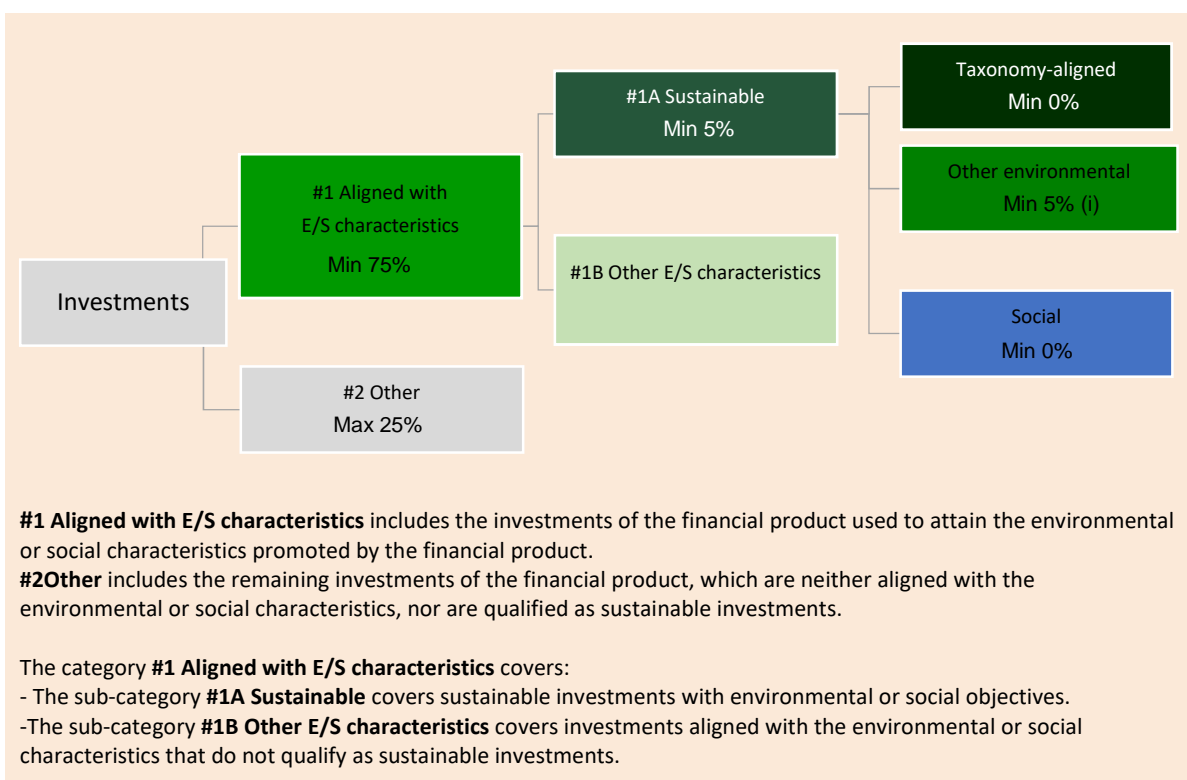 Investments
#1 Aligned with
E/S characteristics
Min 75%
#2 Other
Max 25%
#1A Sustainable
Min 5%
#1B Other E/S characteristics
Taxonomy-aligned
Min 0%
Other environmental
Min 5% (i)
Social
Min 0%
#1 Aligned with E/S characteristics includes the investments of the financial product used to attain the environmental
or social characteristics promoted by the financial product.
#2Other includes the remaining investments of the financial product, which are neither aligned with the
environmental or social characteristics, nor are qualified as sustainable investments.
The category #1 Aligned with E/S characteristics covers:
- The sub-category #1A Sustainable covers sustainable investments with environmental or social objectives.
-The sub-category #1B Other E/S characteristics covers investments aligned with the environmental or social
characteristics that do not qualify as sustainable investments.